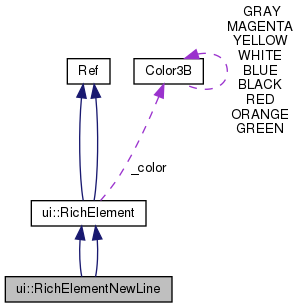 GRAY
MAGENTA
YELLOW
WHITE
BLUE
BLACK
RED
ORANGE
GREEN
Ref
Color3B
_color
ui::RichElement
ui::RichElementNewLine